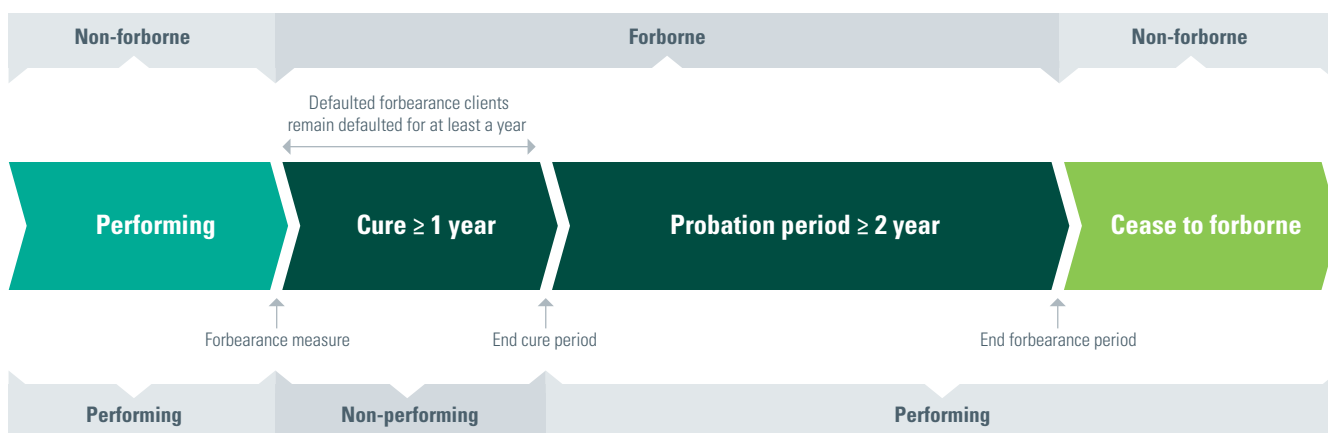 Non-forborne
Forborne
Non-forborne
Defaulted forbearance clients
remain defaulted for at least a year
Performing
Cure ≥ 1 year
Probation period ≥ 2 year
Cease to forborne
Forbearance measure
End cure period
End forbearance period
Performing
Non-performing
Performing